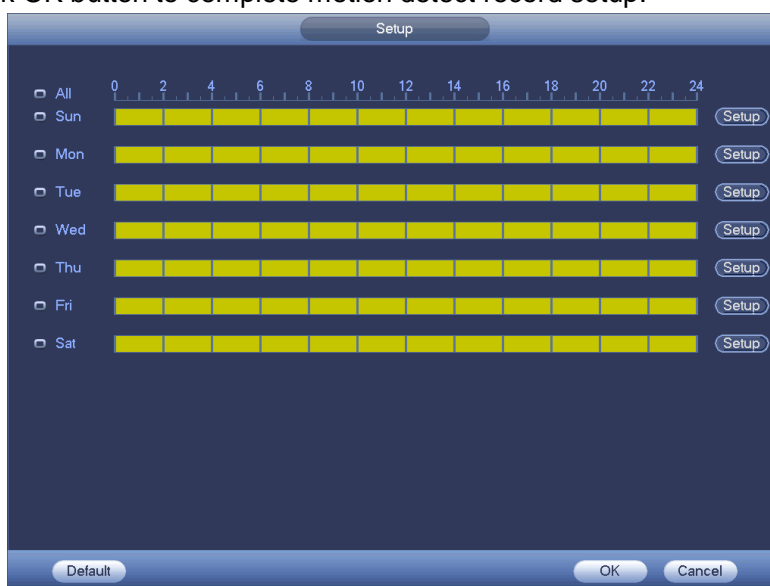 k OK button to complete motion detect record setup.
Setup
All 0 2 4 6 8 10 12 14 16 18 20 22 24
Sun Setup
Mon Setup
Tue Setup
Wed Setup
Thu Setup
Fri Setup
Sat Setup
Default OK Cancel